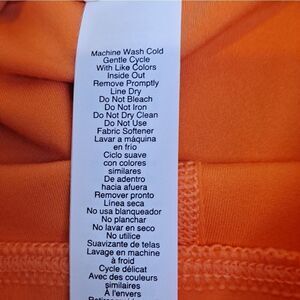 Machine Wash Cold
Gentle Cycle
With Like Colors
Inside Out
Remove Promptly
Line Dry
Do Not Bleach
Do Not Iron
Do Not Dry Clean
Do Not Use
Fabric Softener
Lavar a máquina
en frío
Ciclo suave
con colores
similares
De adentro
hacia afuera
Remover pronto
Línea seca
No usa blanqueador
No planchar
No lavar en seco
No utilice
Suavizante de telas
Lavage en machine
à froid
Cycle délicat
Avec des couleurs
similaires
À l'envers